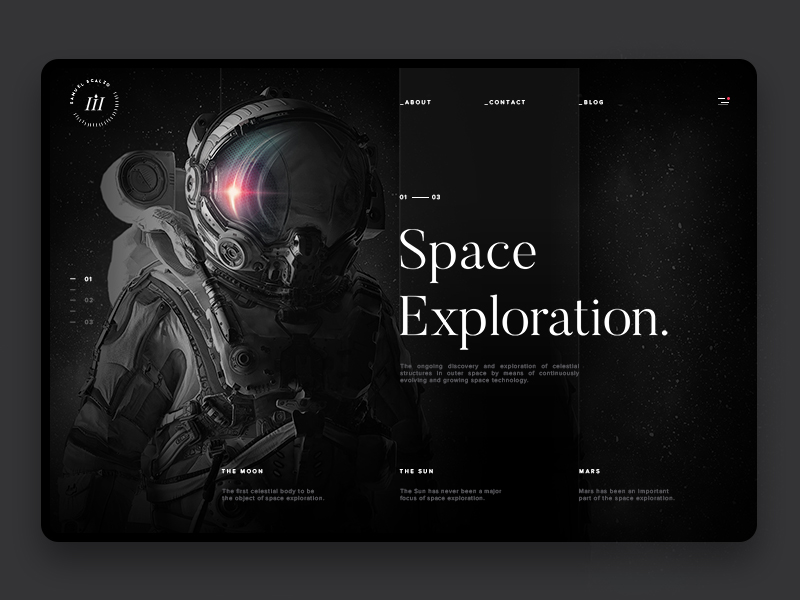 SAMUEL SCALZO
III
_ABOUT
_CONTACT
_BLOG
01 03
Space
Exploration.
01
02
03
The ongoing discovery and exploration of celestial
structures in outer space by means of continuously
evolving and growing space technology.
THE MOON
The first celestial body to be
the object of space exploration.
THE SUN
The Sun has never been a major
focus of space exploration.
MARS
Mars has been an important
part of the space exploration.